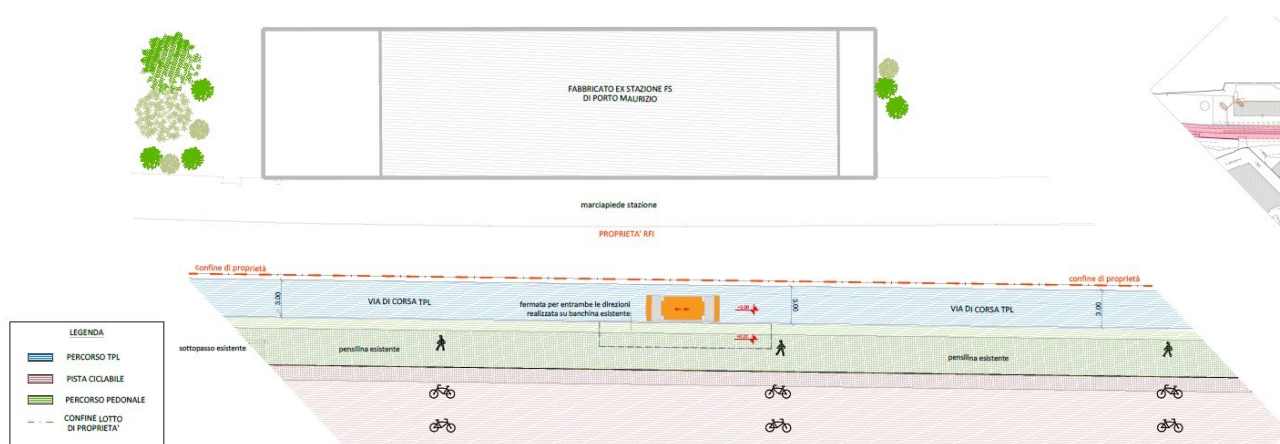 FABBRICATO EX STAZIONE FS
DI PORTO MAURIZIO
marciapiede stazione
PROPRIETA' RFI
confine di proprietà
confine di proprietà
3.00
VIA DI CORSA TPL
fermata per entrambe le direzioni
realizzata su banchina esistente
3.00
VIA DI CORSA TPL
3.00
sottopasso esistente
pensilina esistente
pensilina esistente
LEGENDA
PERCORSO TPL
PISTA CICLABILE
PERCORSO PEDONALE
CONFINE LOTTO
DI PROPRIETA'